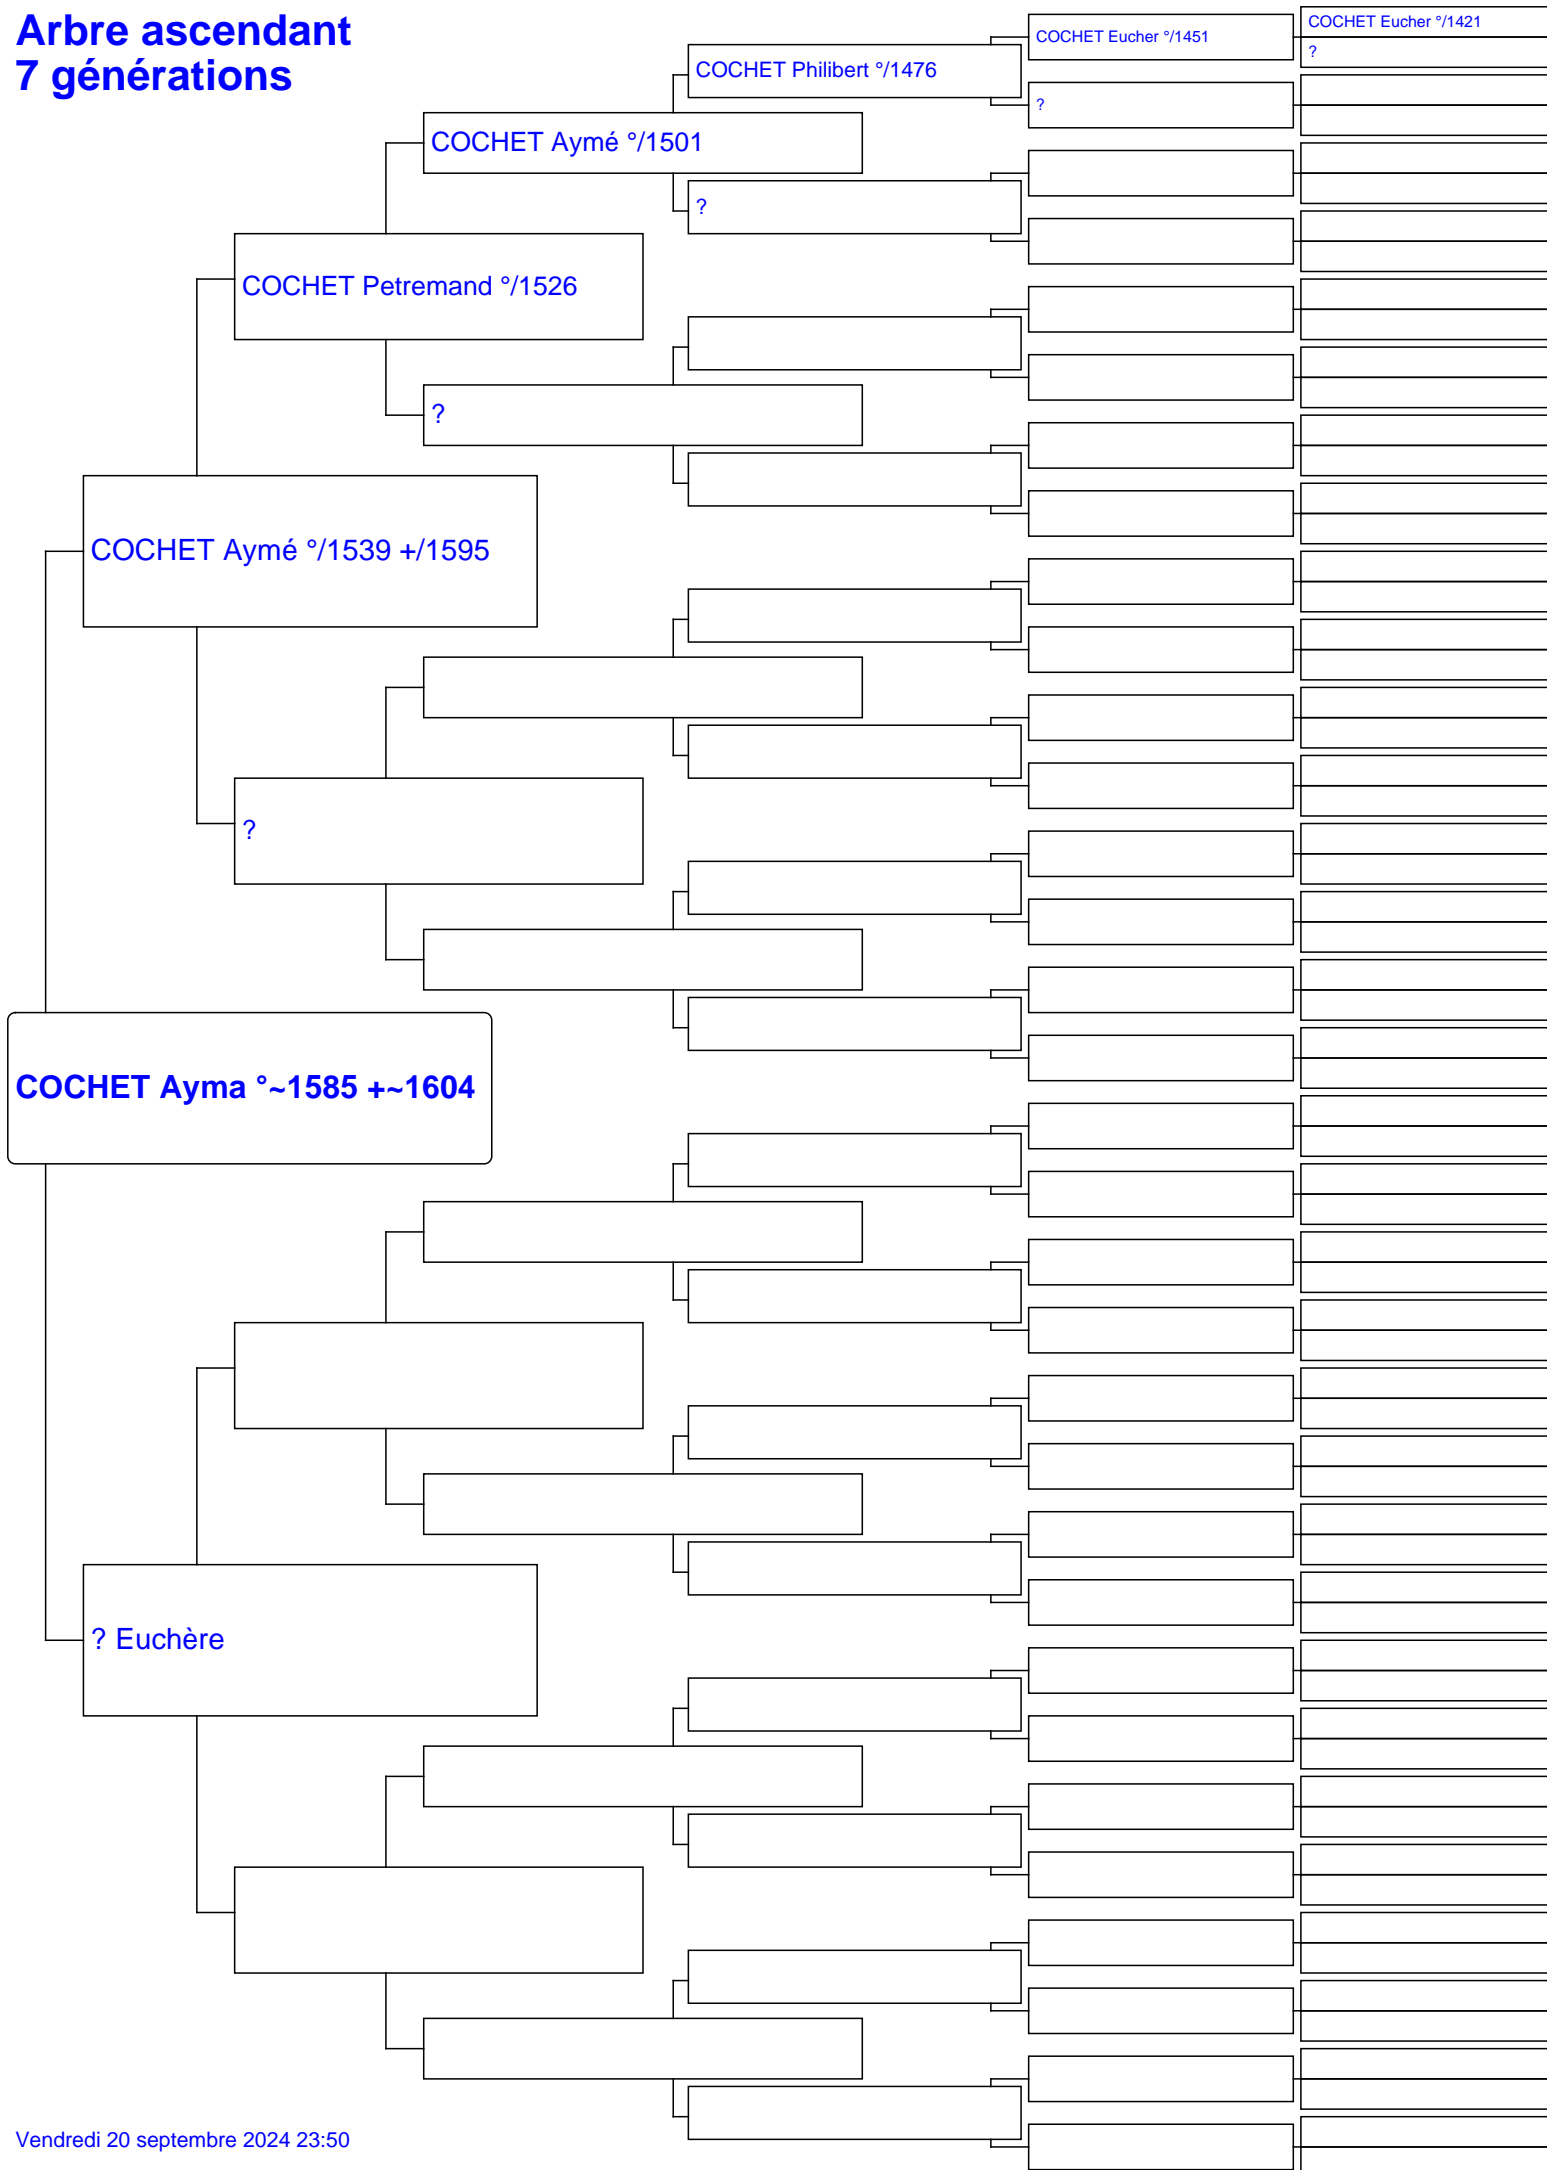 Arbre ascendant
7 générations
COCHET Eucher °/1421
?
COCHET Eucher °/1451
COCHET Philibert °/1476
?
COCHET Aymé °/1501
?
COCHET Petremand °/1526
?
COCHET Aymé °/1539 +/1595
?
COCHET Ayma °~1585 +~1604
? Euchère
Vendredi 20 septembre 2024 23:50